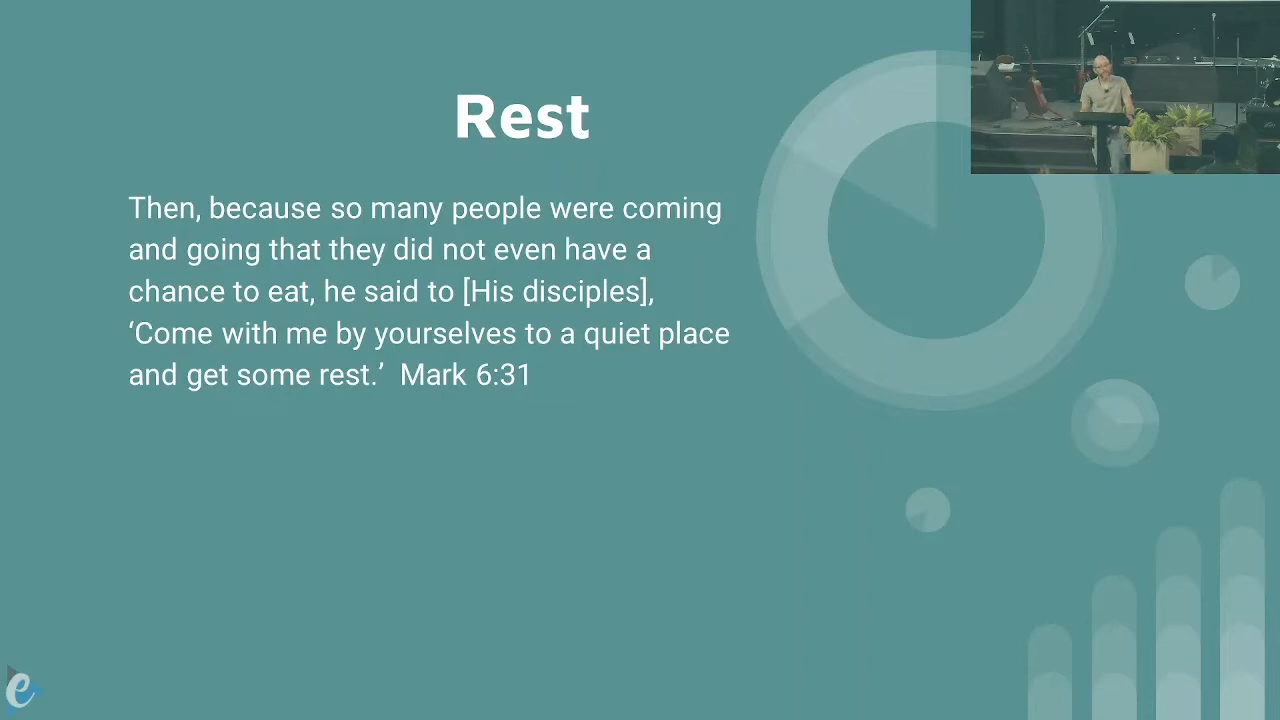 Rest
Then, because so many people were coming
and going that they did not even have a
chance to eat, he said to [His disciples],
‘Come with me by yourselves to a quiet place
and get some rest.’  Mark 6:31
e